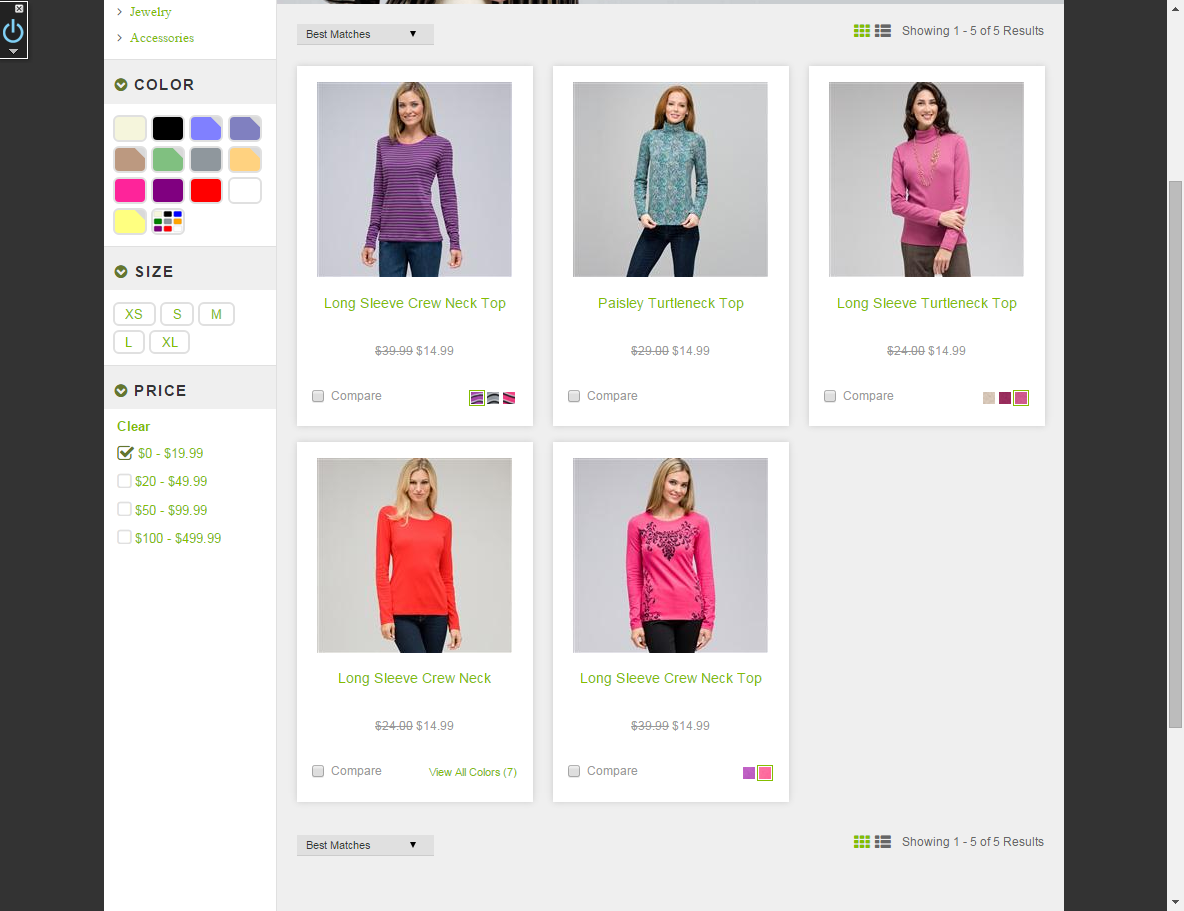 Jewelry
Accessories
COLOR
SIZE
XS S M
L XL
PRICE
Clear
$0 - $19.99
$20 - $49.99
$50 - $99.99
$100 - $499.99
Best Matches
Showing 1 - 5 of 5 Results
Long Sleeve Crew Neck Top
$39.99 $14.99
Compare
Paisley Turtleneck Top
$29.00 $14.99
Compare
Long Sleeve Turtleneck Top
$24.00 $14.99
Compare
Long Sleeve Crew Neck
$24.00 $14.99
Compare
View All Colors (7)
Long Sleeve Crew Neck Top
$39.99 $14.99
Compare
Best Matches
Showing 1 - 5 of 5 Results